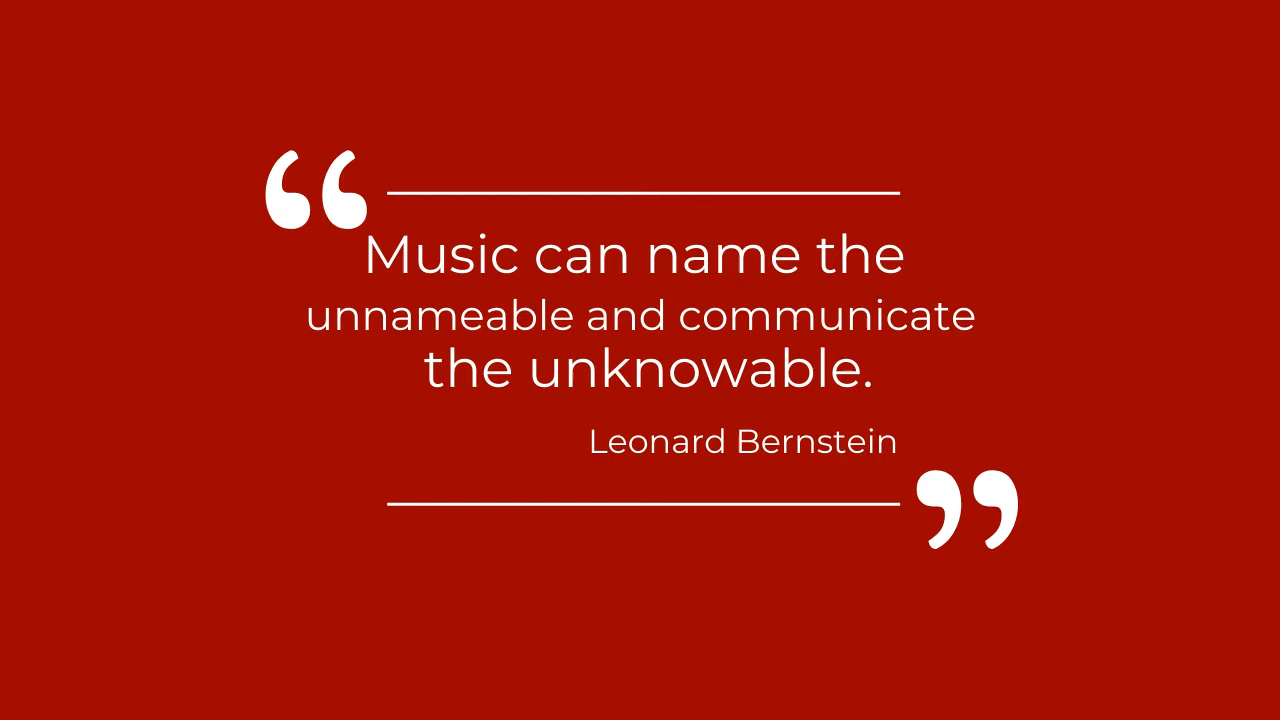 “
Music can name the
unnameable and communicate
the unknowable.
Leonard Bernstein
”